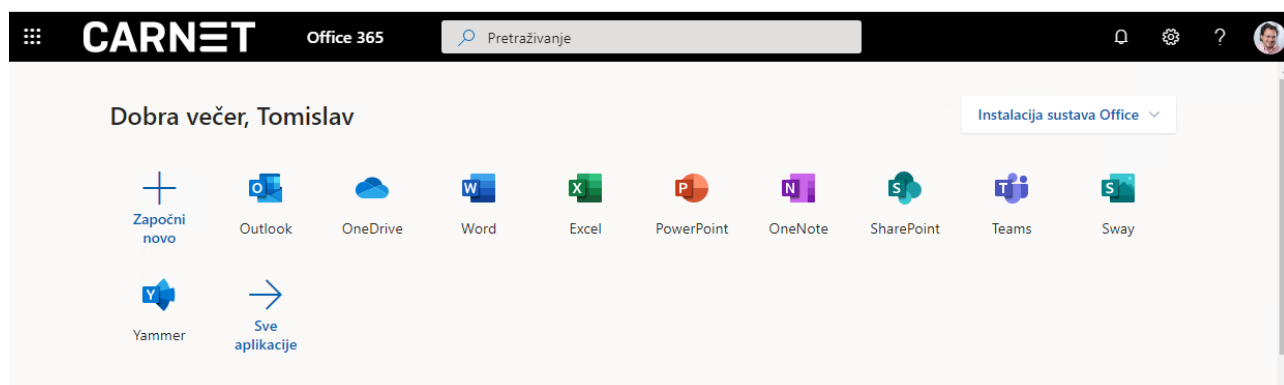 CARNET Office 365 Pretraživanje ?
Dobra večer, Tomislav
Instalacija sustava Office
Započni
novo
Outlook
OneDrive
Word
Excel
PowerPoint
OneNote
SharePoint
Teams
Sway
Yammer
Sve
aplikacije